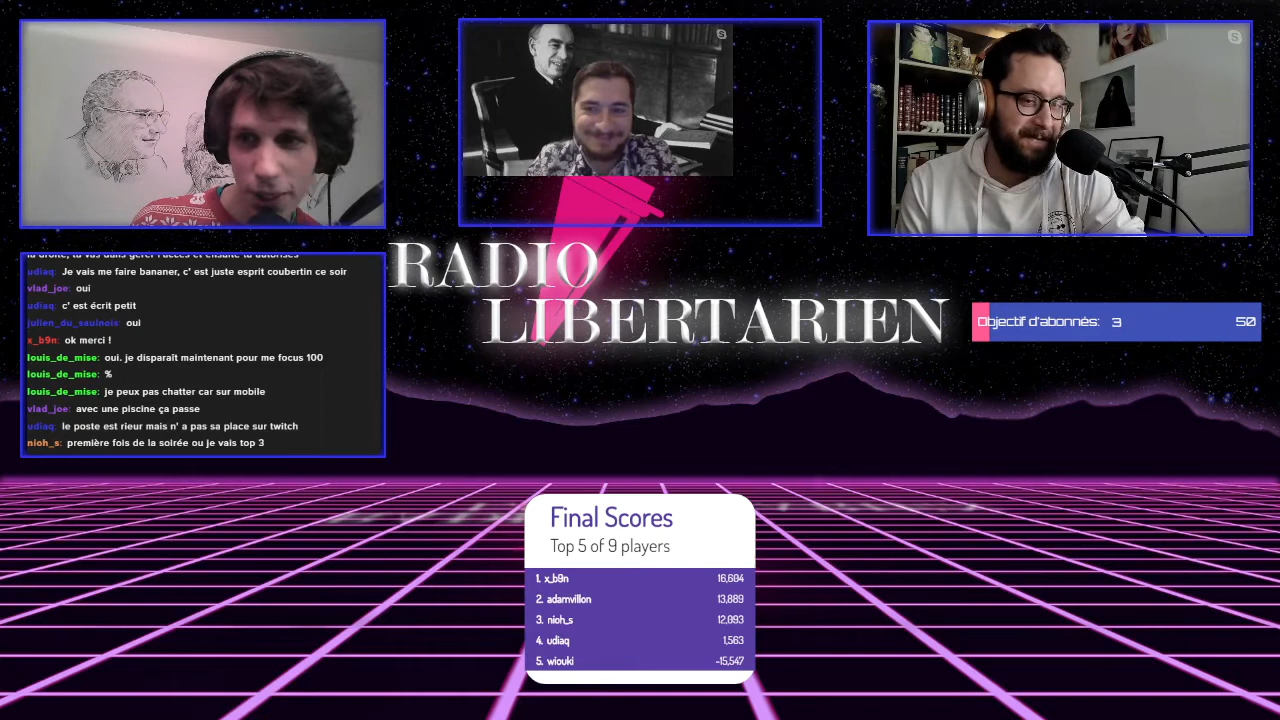 udiaq: Je vais me faire bananer, c' est juste esprit coubertin ce soir
vlad_joe: oui
udiaq: c' est écrit petit
julien_du_saulnois: oui
x_b9n: ok merci !
louis_de_mise: oui. je disparaît maintenant pour me focus 100
louis_de_mise: %
louis_de_mise: je peux pas chatter car sur mobile
vlad_joe: avec une piscine ça passe
udiaq: le poste est rieur mais n' a pas sa place sur twitch
nioh_s: première fois de la soirée ou je vais top 3
RADIO
LIBERTARIEN
Objectif d'abonnés: 3 50
Final Scores
Top 5 of 9 players
1. x_b9n 16,604
2. adamvillon 13,889
3. nioh_s 12,093
4. udiaq 1,563
5. wiouki -15,547